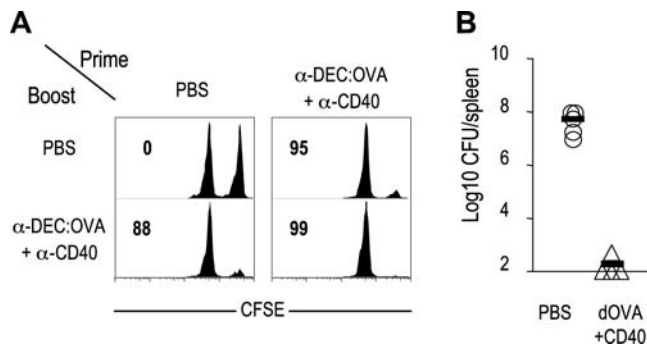 A
Prime
Boost
PBS
α-DEC:OVA
+ α-CD40
PBS
0
95
α-DEC:OVA
+ α-CD40
88
99
CFSE
B
Log10 CFU/spleen
10
8
6
4
2
PBS
dOVA
+CD40